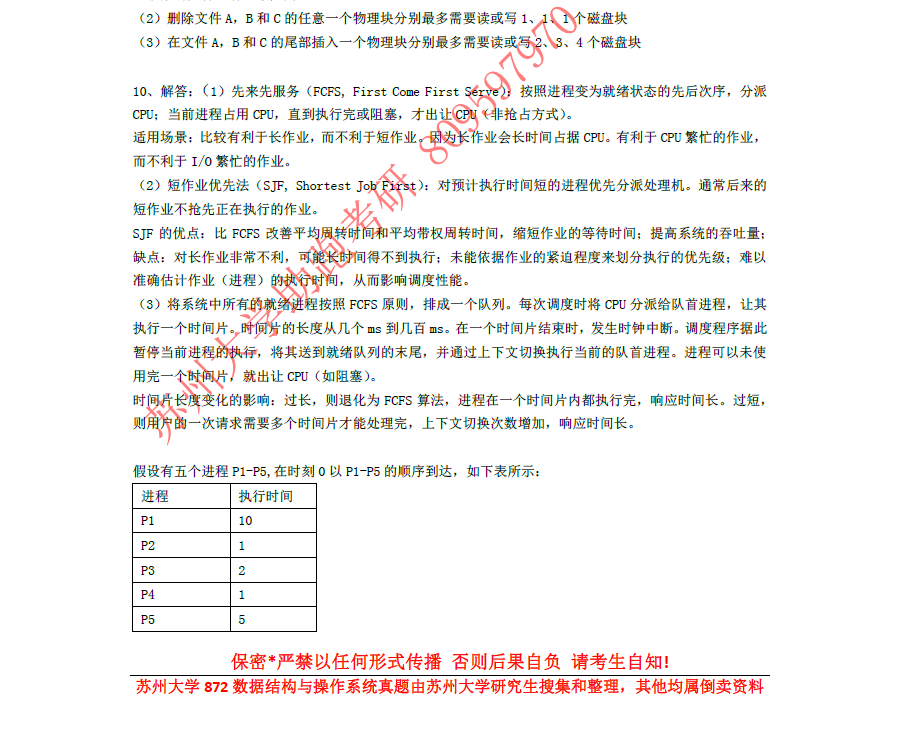 （2）删除文件 A，B 和 C 的任意一个物理块分别最多需要读或写 1、1、1 个磁盘块
（3）在文件 A，B 和 C 的尾部插入一个物理块分别最多需要读或写 2、3、4 个磁盘块
10、解答：（1）先来先服务（FCFS, First Come First Serve）：按照进程变为就绪状态的先后次序，分派
CPU；当前进程占用 CPU，直到执行完或阻塞，才出让 CPU（非抢占方式）。
适用场景：比较有利于长作业，而不利于短作业。因为长作业会长时间占据 CPU。有利于 CPU 繁忙的作业，
而不利于 I/O 繁忙的作业。
（2）短作业优先法（SJF, Shortest Job First）：对预计执行时间短的进程优先分派处理机。通常后来的
短作业不抢先正在执行的作业。
SJF 的优点：比 FCFS 改善平均周转时间和平均带权周转时间，缩短作业的等待时间；提高系统的吞吐量；
缺点：对长作业非常不利，可能长时间得不到执行；未能依据作业的紧迫程度来划分执行的优先级；难以
准确估计作业（进程）的执行时间，从而影响调度性能。
（3）将系统中所有的就绪进程按照 FCFS 原则，排成一个队列。每次调度时将 CPU 分派给队首进程，让其
执行一个时间片。时间片的长度从几个 ms 到几百 ms。在一个时间片结束时，发生时钟中断。调度程序据此
暂停当前进程的执行，将其送到就绪队列的末尾，并通过上下文切换执行当前的队首进程。进程可以未使
用完一个时间片，就出让 CPU（如阻塞）。
时间片长度变化的影响：过长，则退化为 FCFS 算法，进程在一个时间片内都执行完，响应时间长。过短，
则用户的一次请求需要多个时间片才能处理完，上下文切换次数增加，响应时间长。
假设有五个进程 P1-P5,在时刻 0 以 P1-P5 的顺序到达，如下表所示：
进程 执行时间
P1 10
P2 1
P3 2
P4 1
P5 5
苏州大学助跑考研 809597970
保密*严禁以任何形式传播 否则后果自负 请考生自知!
苏州大学 872 数据结构与操作系统真题由苏州大学研究生搜集和整理，其他均属倒卖资料